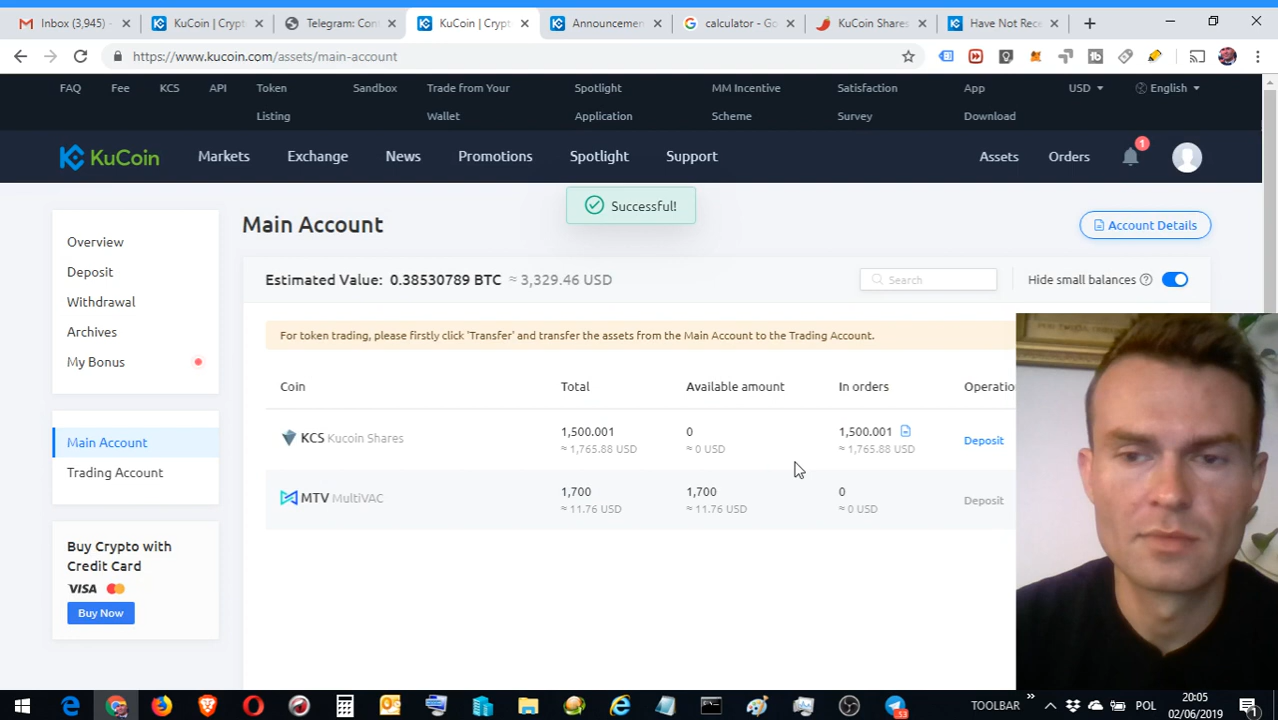 Inbox (3,945)
KuCoin | Crypt
Telegram: Con
KuCoin | Crypt
Announcemen
calculator - Go
KuCoin Shares
Have Not Rece
https://www.kucoin.com/assets/main-account
FAQ Fee KCS API Token Listing Sandbox Trade from Your Wallet Spotlight Application MM Incentive Scheme Satisfaction Survey App Download USD English
KuCoin Markets Exchange News Promotions Spotlight Support Assets Orders 1
Successful!
Main Account
Account Details
Overview
Deposit
Withdrawal
Archives
My Bonus
Main Account
Trading Account
Buy Crypto with
Credit Card
VISA
Buy Now
Estimated Value: 0.38530789 BTC ≈ 3,329.46 USD
Search
Hide small balances
For token trading, please firstly click 'Transfer' and transfer the assets from the Main Account to the Trading Account.
Coin Total Available amount In orders Operatio
KCS Kucoin Shares 1,500.001 0 1,500.001 Deposit
≈ 1,765.88 USD ≈ 0 USD ≈ 1,765.88 USD
MTV MultiVAC 1,700 1,700 0 Deposit
≈ 11.76 USD ≈ 11.76 USD ≈ 0 USD
TOOLBAR
POL
20:05
02/06/2019